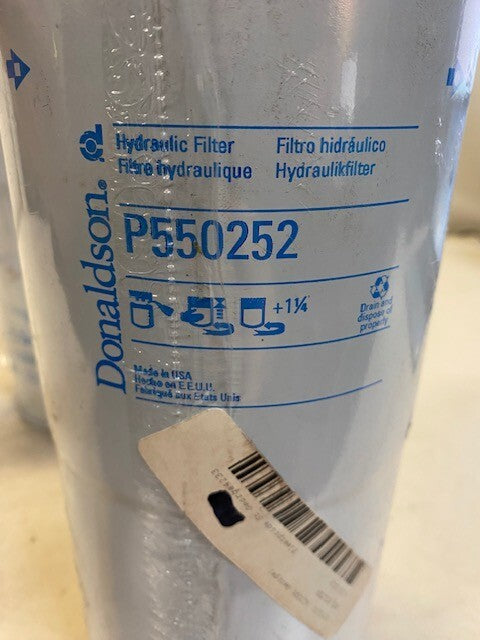 Donaldson.
Hydraulic Filter Filtro hidráulico
Filtre hydraulique Hydraulikfilter
P550252
+1¼
Drain and
dispose of
properly
Made in USA
Hecho en E.E.U.U.
Fabriqué aux Etats Unis